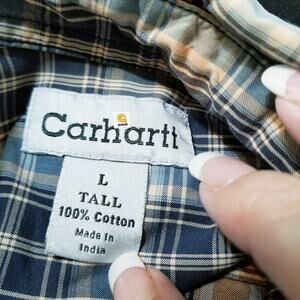 Carhartt
L
TALL
100% Cotton
Made In
India